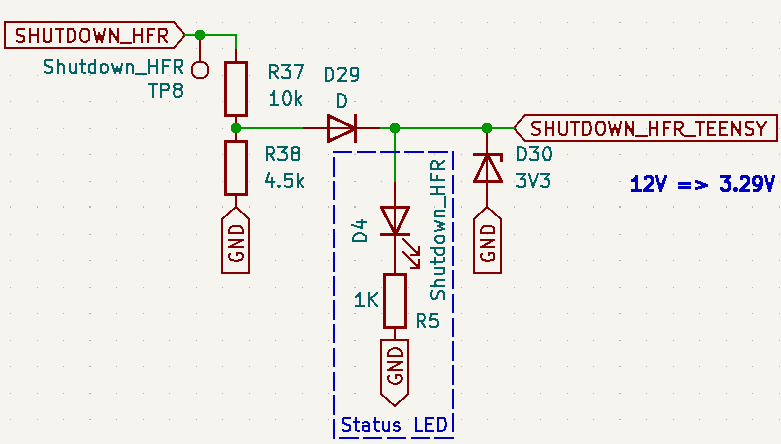 SHUTDOWN_HFR
Shutdown_HFR
TP8
R37
10k
D29
D
R38
4.5k
GND
SHUTDOWN_HFR_TEENSY
D30
3V3
12V => 3.29V
GND
D4
Shutdown_HFR
1K
R5
GND
Status LED